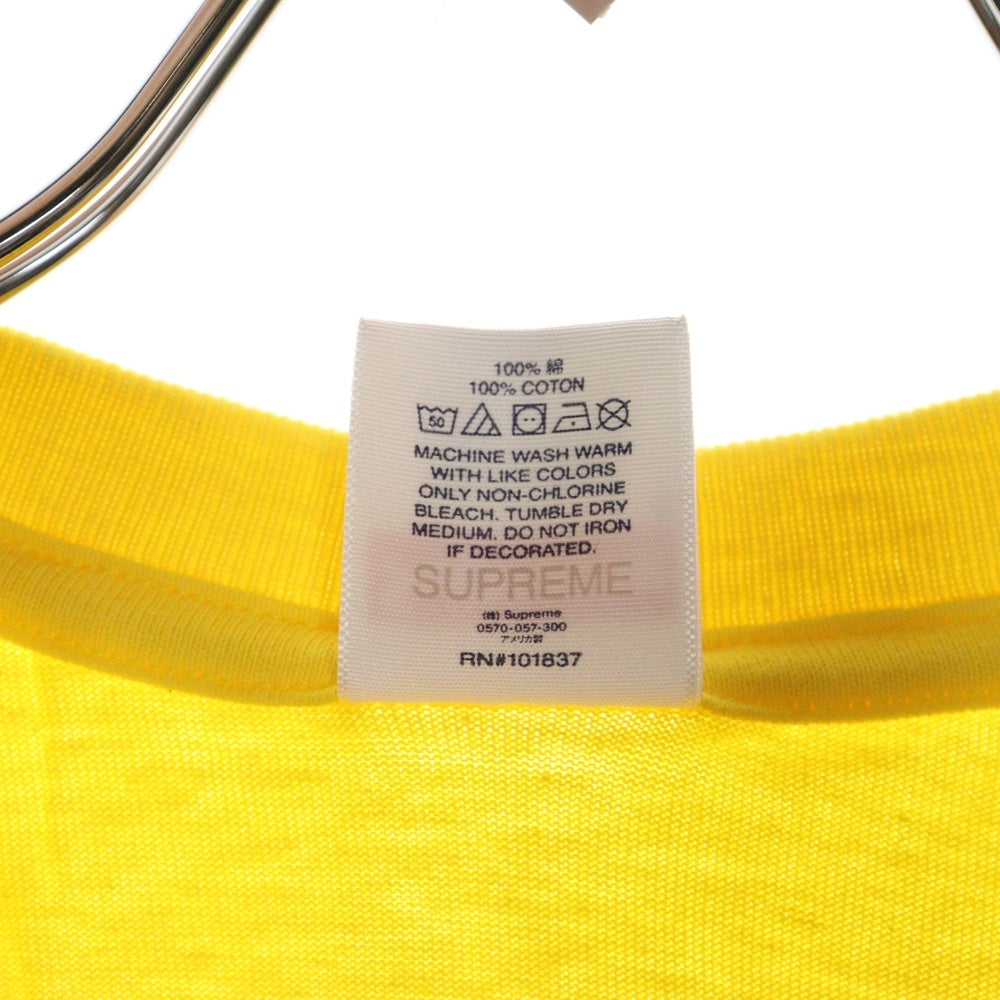 100% 綿
100% COTON
50
MACHINE WASH WARM
WITH LIKE COLORS
ONLY NON-CHLORINE
BLEACH. TUMBLE DRY
MEDIUM. DO NOT IRON
IF DECORATED.
SUPREME
(株) Supreme
0570-057-300
アメリカ製
RN#101837